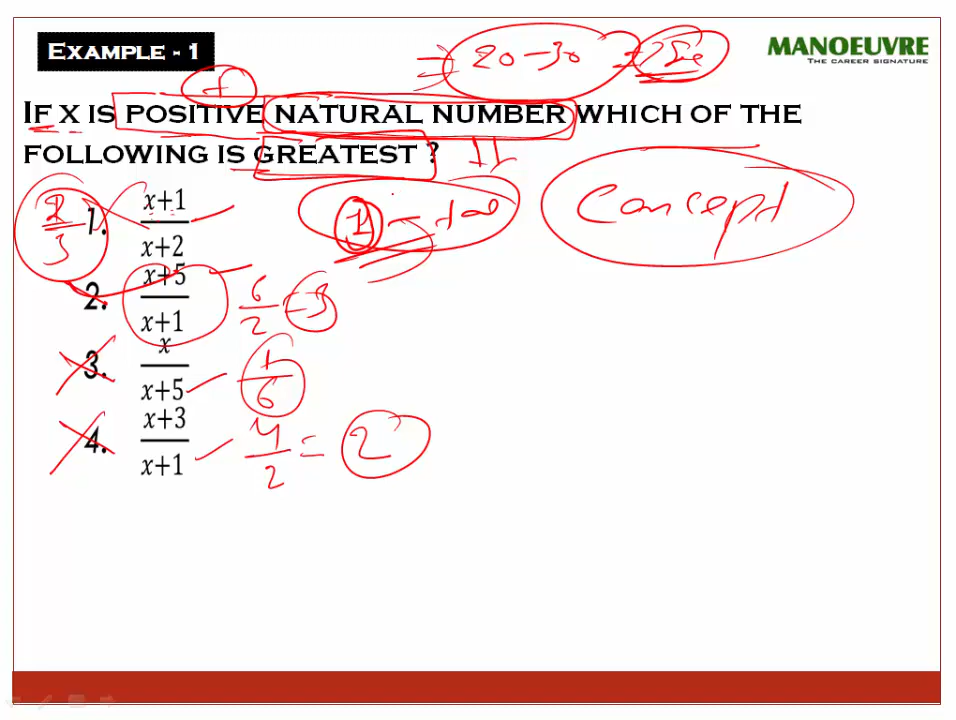 EXAMPLE - 1
MANOEUVRE
THE CAREER SIGNATURE
⇒ 20-30
+
IF X IS POSITIVE NATURAL NUMBER WHICH OF THE
FOLLOWING IS GREATEST ?
1. x+1/x+2
2/3
1 - +∞
Concept
2. x+5/x+1
6/2 = 3
3. x/x+5
1/6
4. x+3/x+1
4/2 = 2